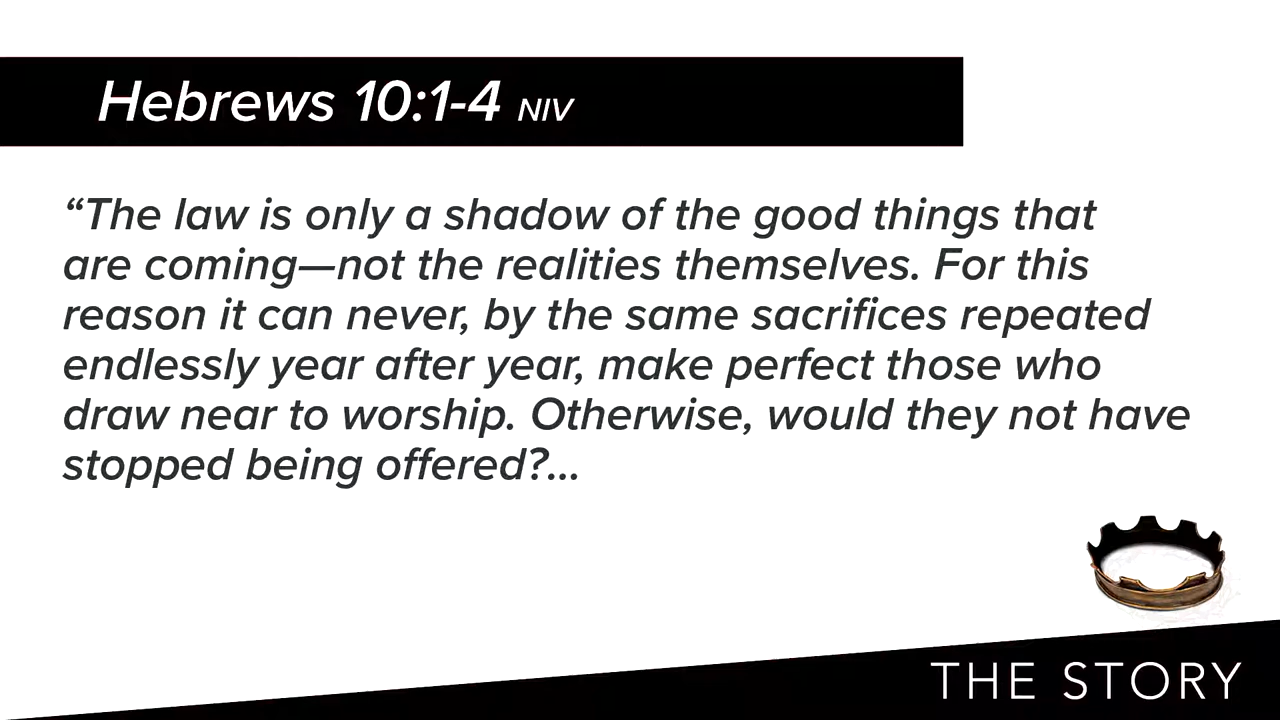 Hebrews 10:1-4 NIV
“The law is only a shadow of the good things that
are coming—not the realities themselves. For this
reason it can never, by the same sacrifices repeated
endlessly year after year, make perfect those who
draw near to worship. Otherwise, would they not have
stopped being offered?...
THE STORY